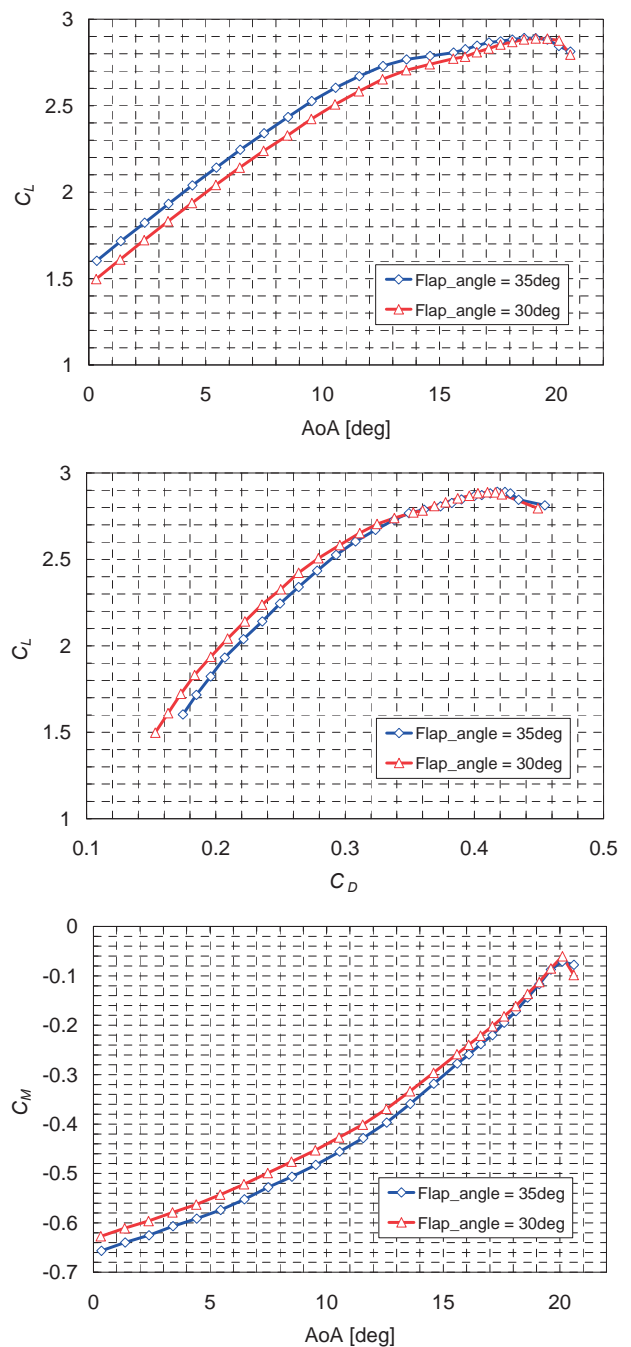 3
2.5
2
1.5
1
C_L
0 5 10 15 20
AoA [deg]
Flap_angle = 35deg
Flap_angle = 30deg
3
2.5
2
1.5
1
C_L
0.1 0.2 0.3 0.4 0.5
C_D
Flap_angle = 35deg
Flap_angle = 30deg
0
-0.1
-0.2
-0.3
-0.4
-0.5
-0.6
-0.7
C_M
0 5 10 15 20
AoA [deg]
Flap_angle = 35deg
Flap_angle = 30deg